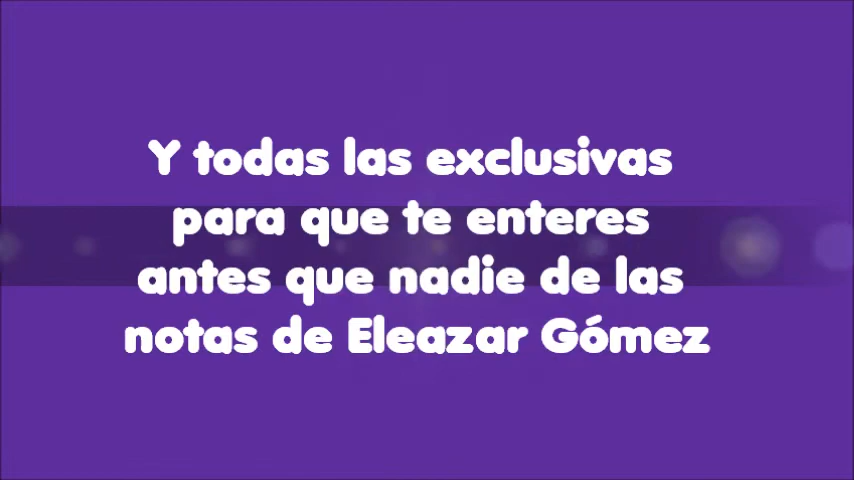 Y todas las exclusivas
para que te enteres
antes que nadie de las
notas de Eleazar Gómez